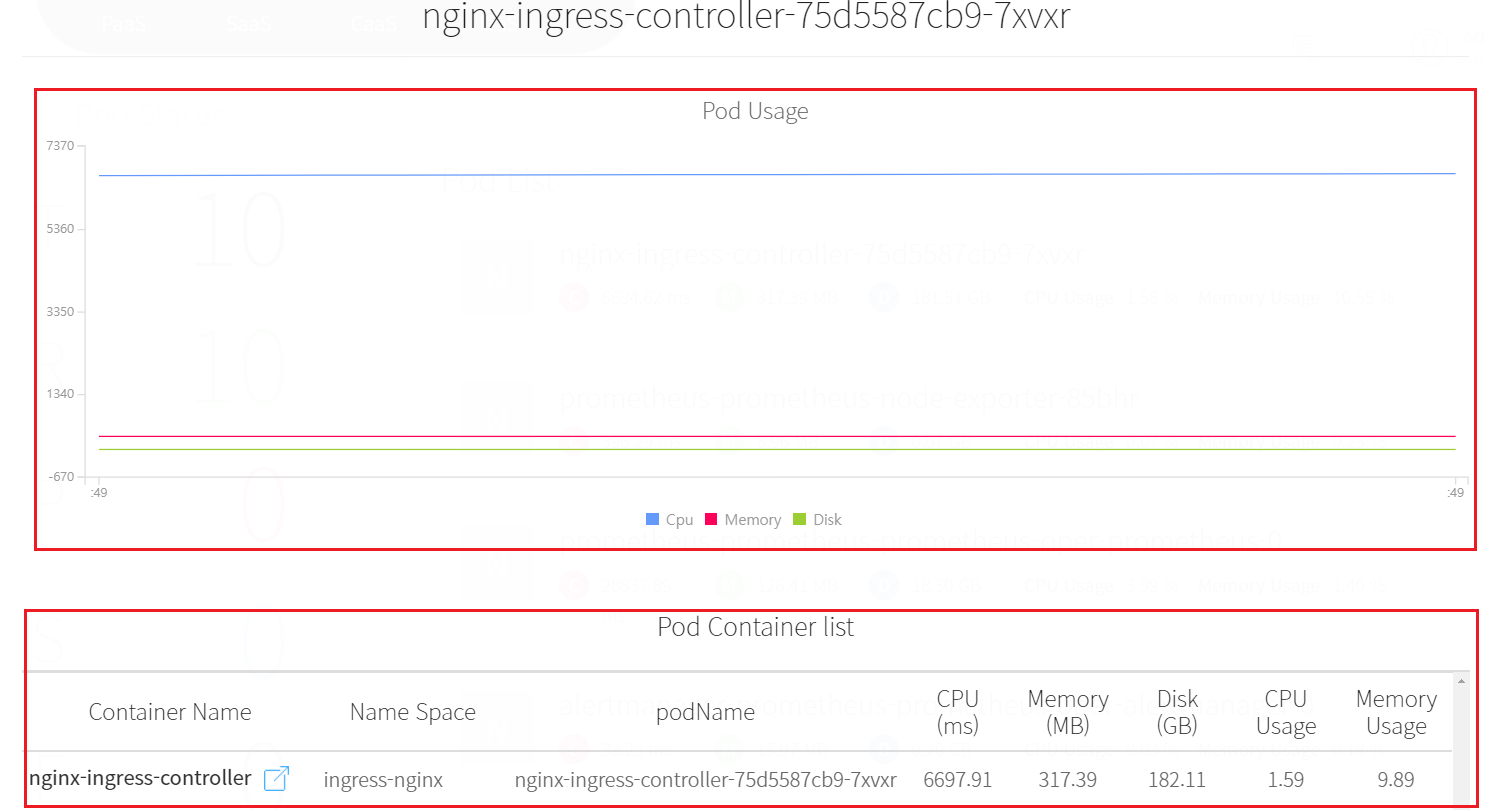 nginx-ingress-controller-75d5587cb9-7xvxr
Pod Usage
7370
5360
3350
1340
-670
:49 :49
Cpu Memory Disk
Pod Container list
Container Name Name Space podName CPU (ms) Memory (MB) Disk (GB) CPU Usage Memory Usage
nginx-ingress-controller ingress-nginx nginx-ingress-controller-75d5587cb9-7xvxr 6697.91 317.39 182.11 1.59 9.89